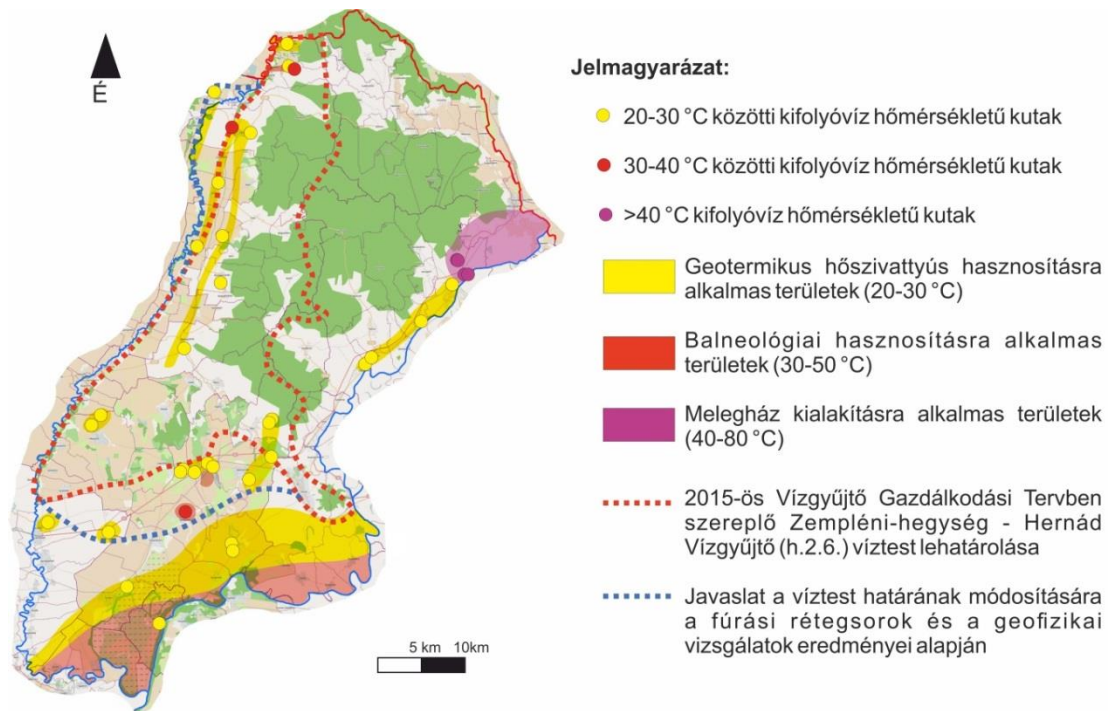 É
Jelmagyarázat:
20-30 °C közötti kifolyóvíz hőmérsékletű kutak
30-40 °C közötti kifolyóvíz hőmérsékletű kutak
>40 °C kifolyóvíz hőmérsékletű kutak
Geotermikus hőszivattyús hasznosításra
alkalmas területek (20-30 °C)
Balneológiai hasznosításra alkalmas
területek (30-50 °C)
Melegház kialakításra alkalmas területek
(40-80 °C)
2015-ös Vízgyűjtő Gazdálkodási Tervben
szereplő Zempléni-hegység - Hernád
Vízgyűjtő (h.2.6.) víztest lehatárolása
Javaslat a víztest határának módosítására
a fúrási rétegsorok és a geofizikai
vizsgálatok eredményei alapján
5 km 10km